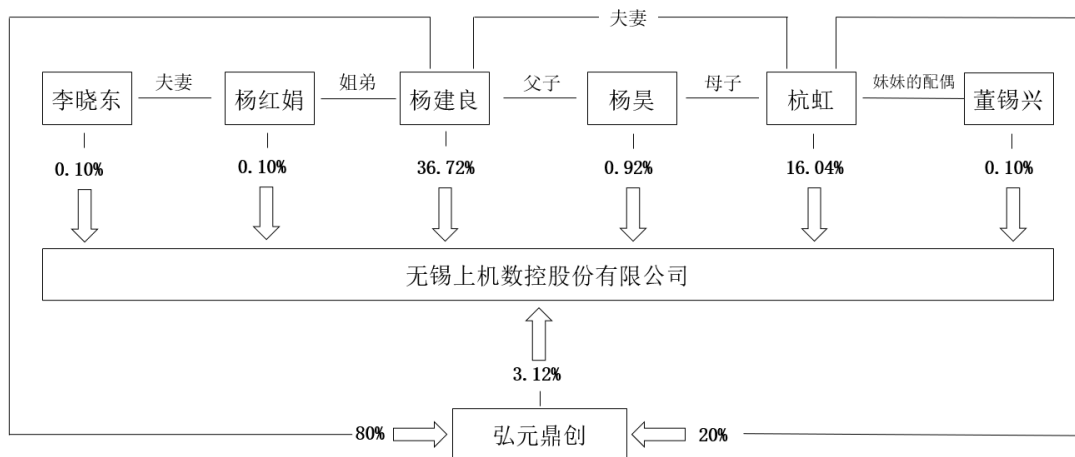 夫妻
李晓东 夫妻 杨红娟 姐弟 杨建良 父子 杨昊 母子 杭虹 妹妹的配偶 董锡兴
0.10% 0.10% 36.72% 0.92% 16.04% 0.10%
无锡上机数控股份有限公司
3.12%
80% 弘元鼎创 20%